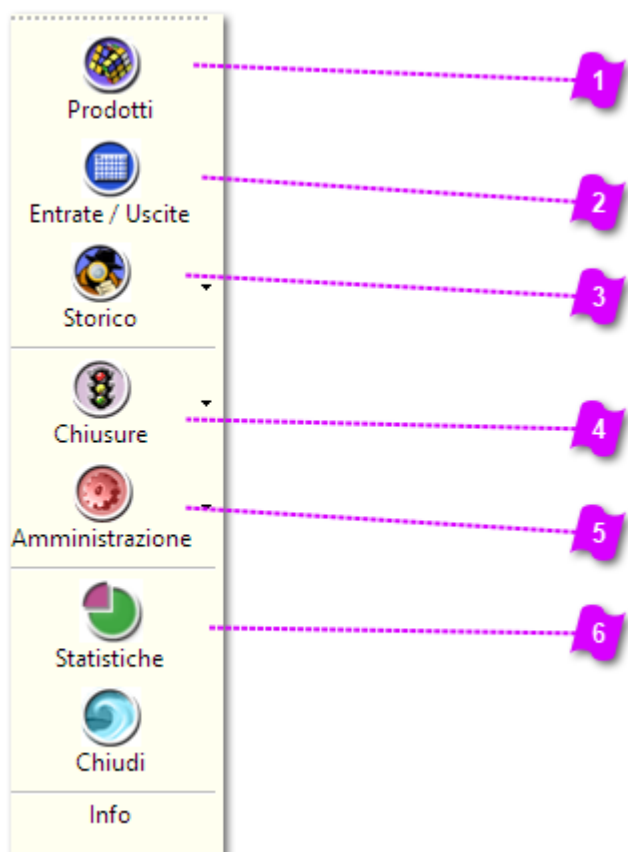 Prodotti
1
Entrate / Uscite
2
Storico
3
Chiusure
4
Amministrazione
5
Statistiche
6
Chiudi
Info